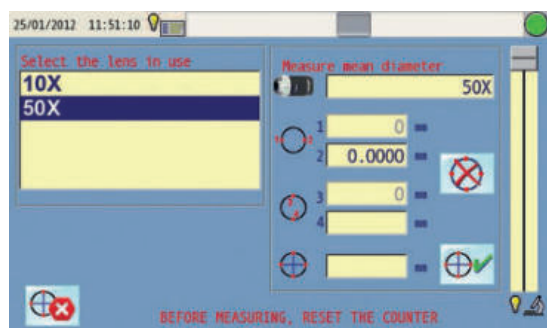 25/01/2012 11:51:10
Select the lens in use
10X
50X
Measure mean diameter
50X
1 0
2 0.0000
3 0
4
BEFORE MEASURING, RESET THE COUNTER